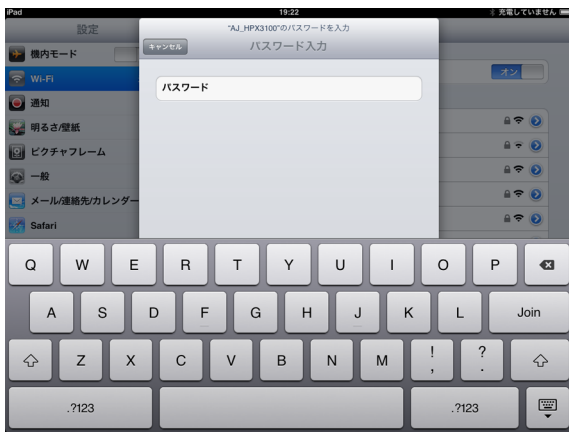 iPad
19:22
充電していません
設定
"AJ_HPX3100"のパスワードを入力
キャンセル
パスワード入力
機内モード
Wi-Fi
オン
パスワード
通知
明るさ/壁紙
ピクチャフレーム
一般
メール/連絡先/カレンダー
Safari
Q W E R T Y U I O P
A S D F G H J K L Join
Z X C V B N M ! , ? .
.?123 .?123